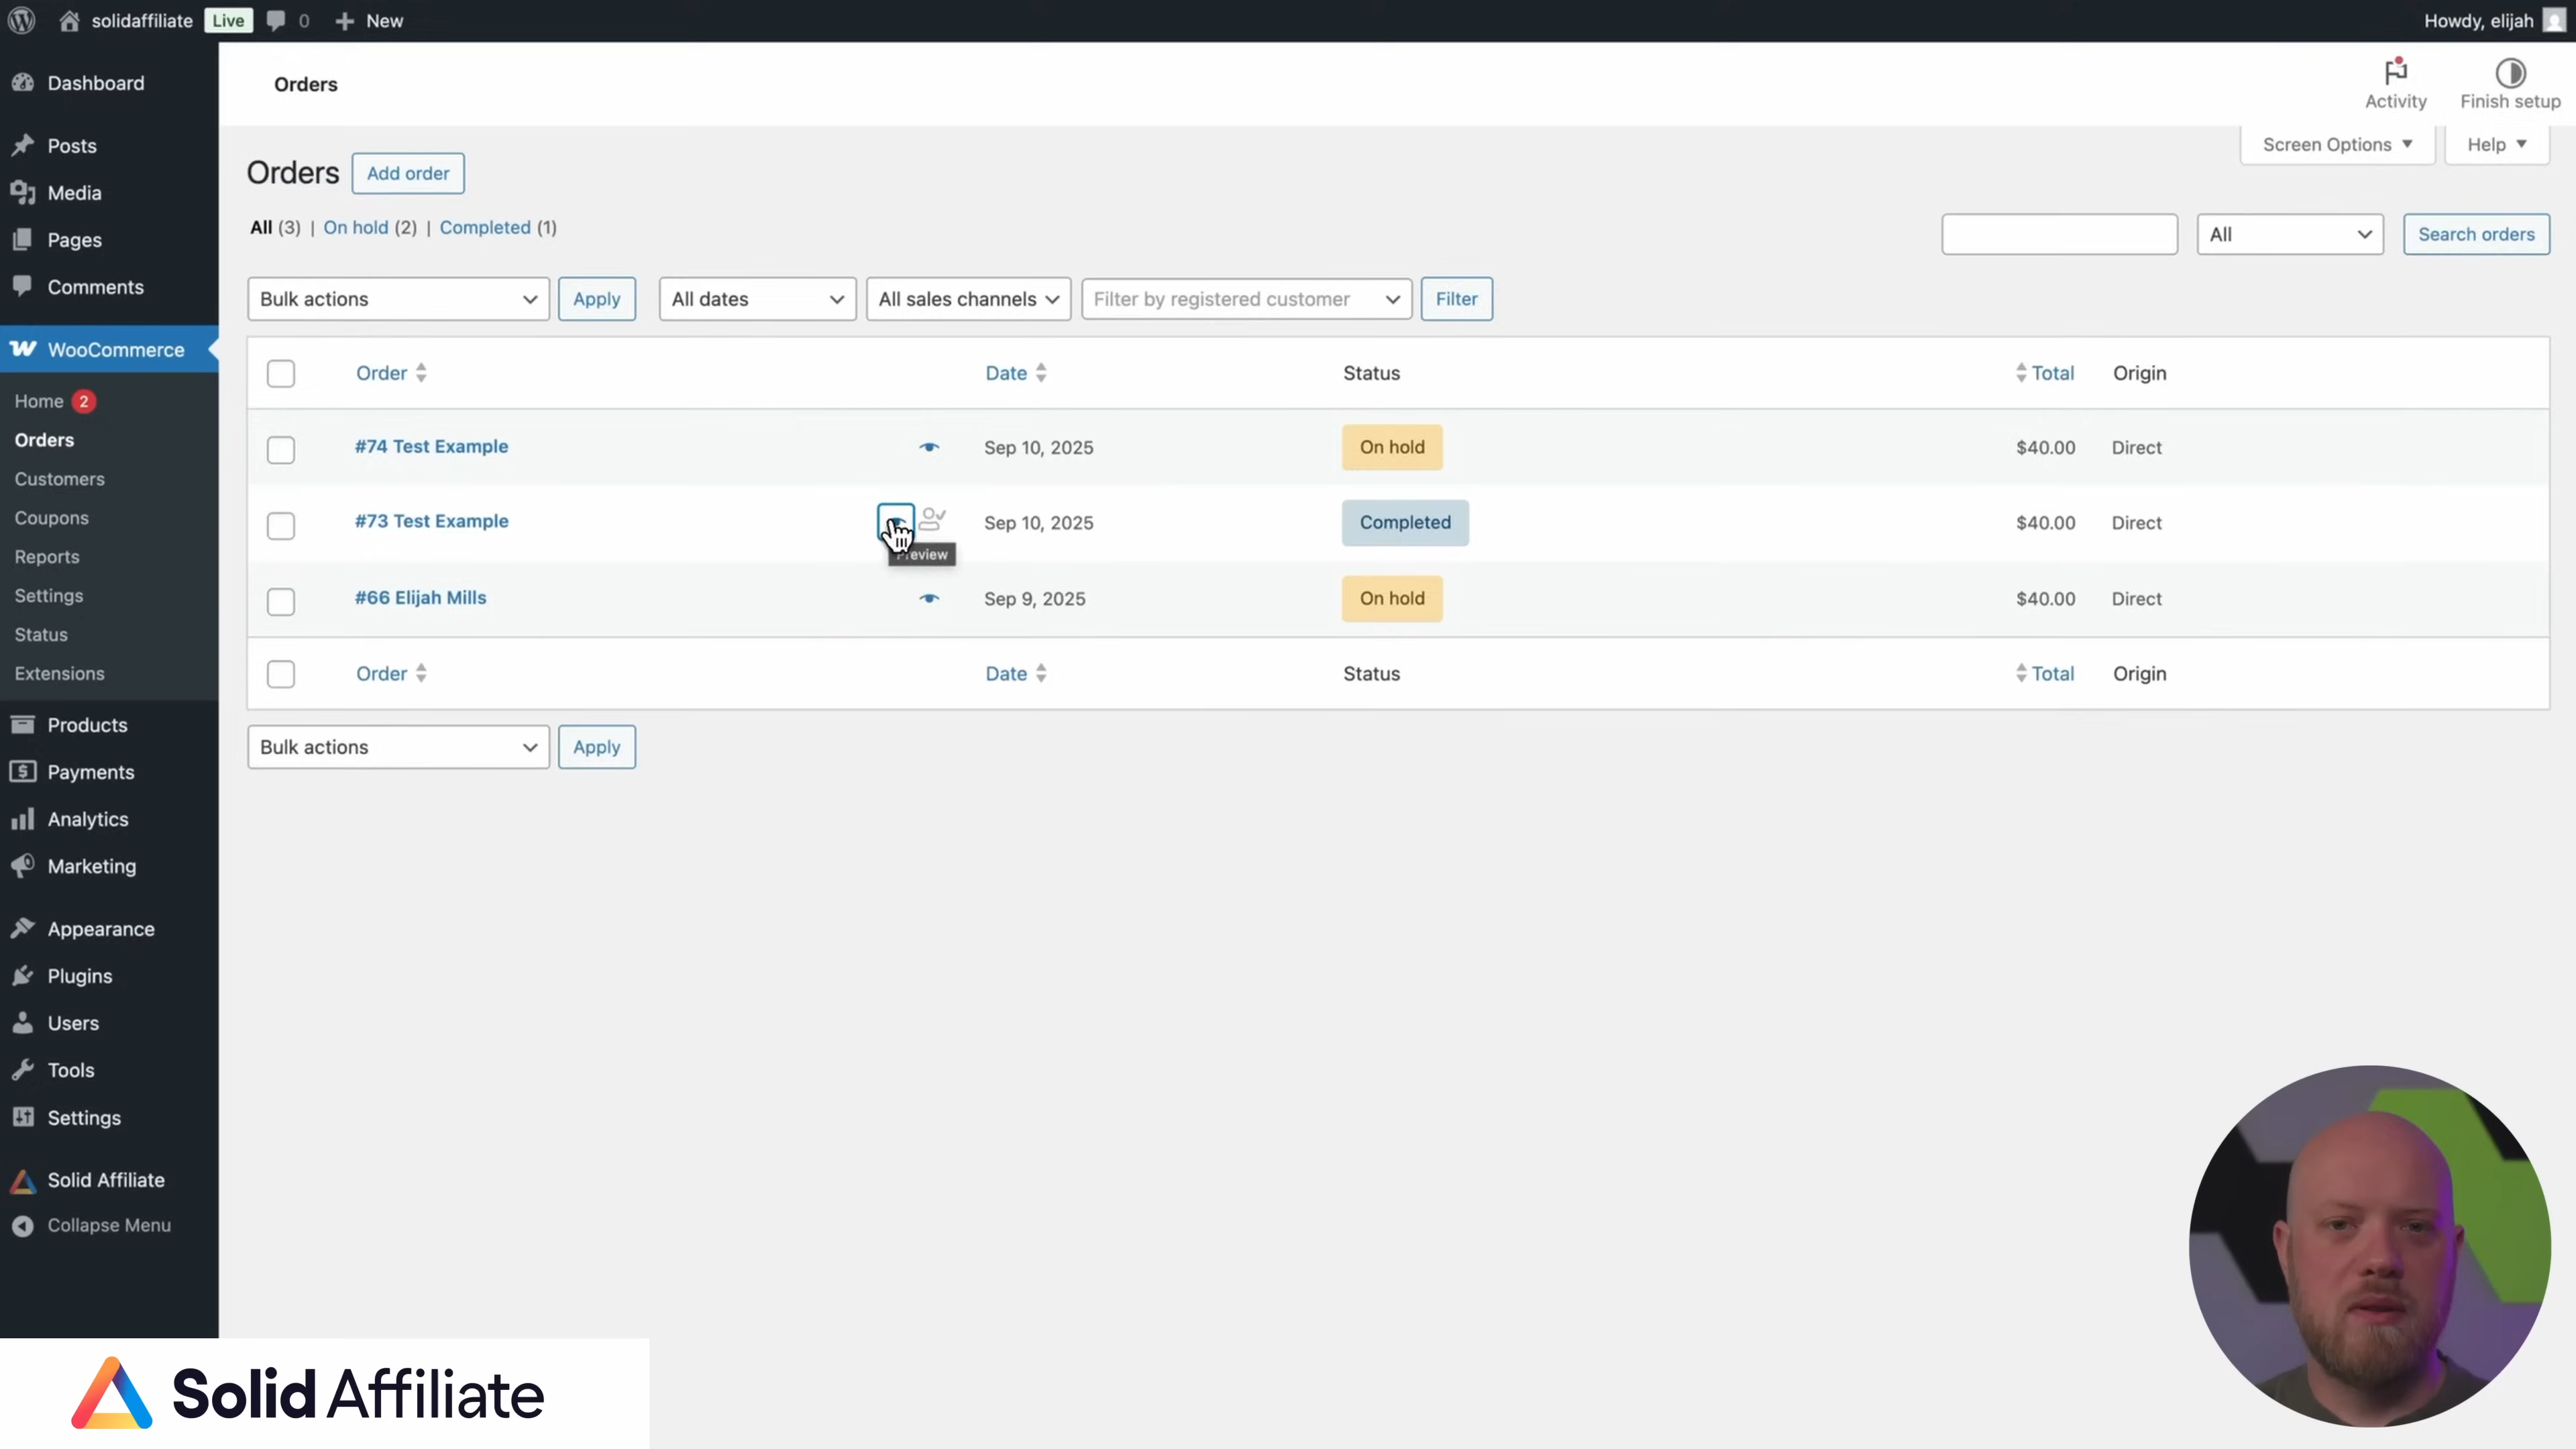 solidaffiliate Live 0 + New
Howdy, elijah
Dashboard
Posts
Media
Pages
Comments
WooCommerce
Home 2
Orders
Customers
Coupons
Reports
Settings
Status
Extensions
Products
Payments
Analytics
Marketing
Appearance
Plugins
Users
Tools
Settings
Solid Affiliate
Collapse Menu
Orders
Activity
Finish setup
Screen Options
Help
Orders Add order
All (3) | On hold (2) | Completed (1)
All
Search orders
Bulk actions Apply All dates All sales channels Filter by registered customer Filter
Order Date Status Total Origin
#74 Test Example Sep 10, 2025 On hold $40.00 Direct
#73 Test Example Sep 10, 2025 Completed $40.00 Direct
Preview
#66 Elijah Mills Sep 9, 2025 On hold $40.00 Direct
Order Date Status Total Origin
Bulk actions Apply
Solid Affiliate